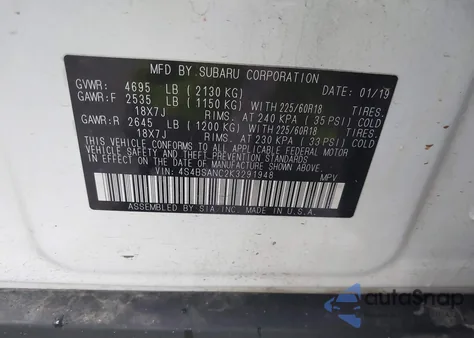 MFD BY SUBARU CORPORATION DATE: 01/19
GVWR: 4695 LB (2130 KG)
GAWR:F 2535 LB (1150 KG) WITH 225/60R18 TIRES.
18X7J RIMS. AT 240 KPA (35 PSI) COLD
GAWR:R 2645 LB (1200 KG) WITH 225/60R18 TIRES.
18X7J RIMS. AT 230 KPA (33 PSI) COLD
THIS VEHICLE CONFORMS TO ALL APPLICABLE FEDERAL MOTOR
VEHICLE SAFETY, BUMPER, AND THEFT PREVENTION STANDARDS
IN EFFECT ON THE DATE OF MANUFACTURE SHOWN ABOVE.
VIN: 4S4BSANC2K3291948 MPV
ASSEMBLED BY SIA INC. MADE IN U.S.A.
autoSnap